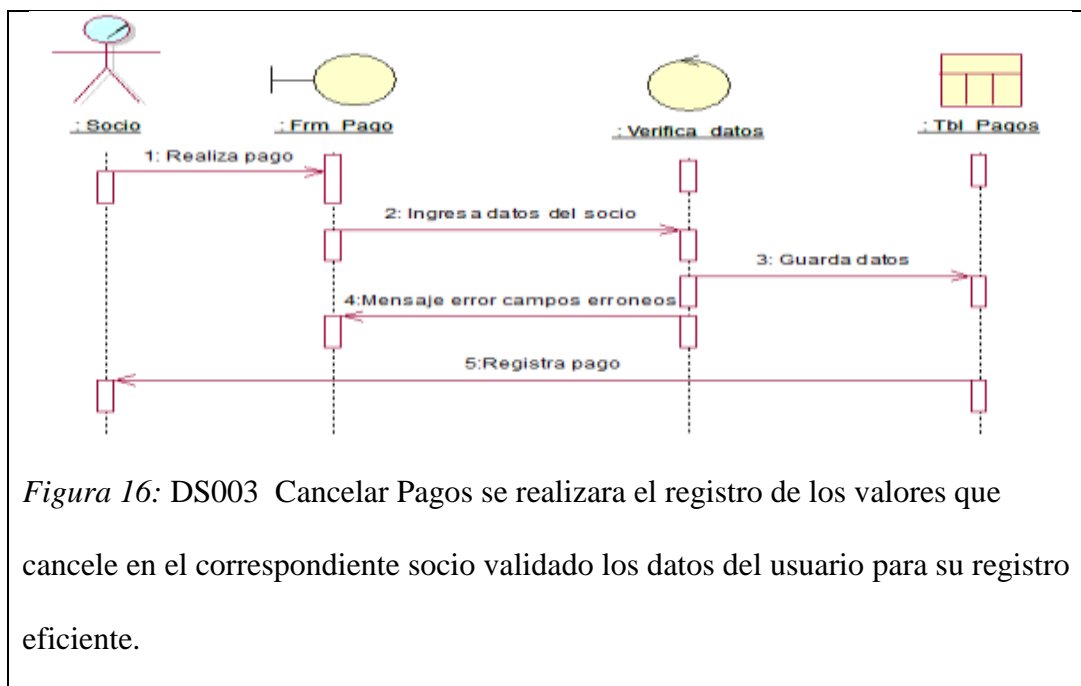 : Socio
: Frm_Pago
: Verifica_datos
: Tbl_Pagos
1: Realiza pago
2: Ingresa datos del socio
3: Guarda datos
4:Mensaje error campos erroneos
5:Registra pago
Figura 16: DS003 Cancelar Pagos se realizara el registro de los valores que
cancele en el correspondiente socio validado los datos del usuario para su registro
eficiente.